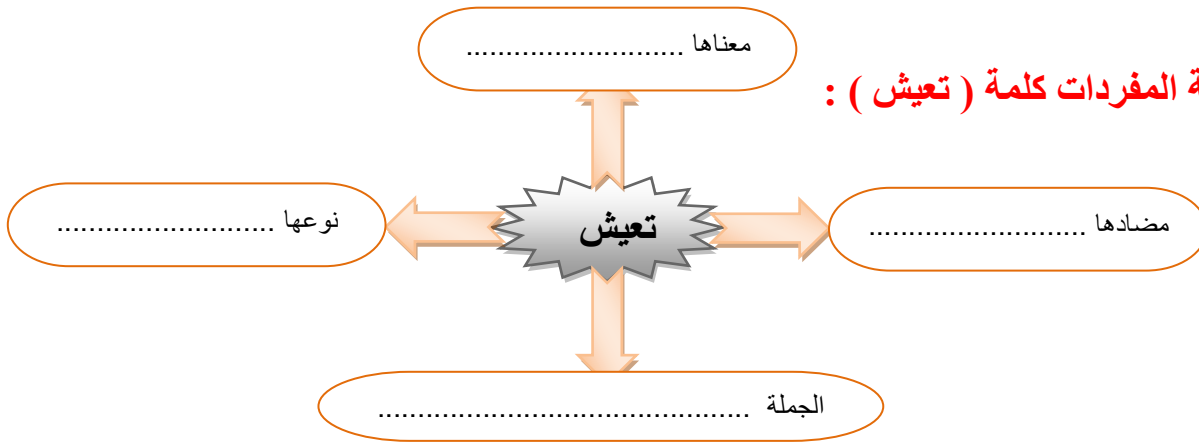 معناها ...........................
ة المفردات كلمة ( تعيش ) :
مضادها ...........................
تعيش
نوعها ...........................
الجملة ...............................................